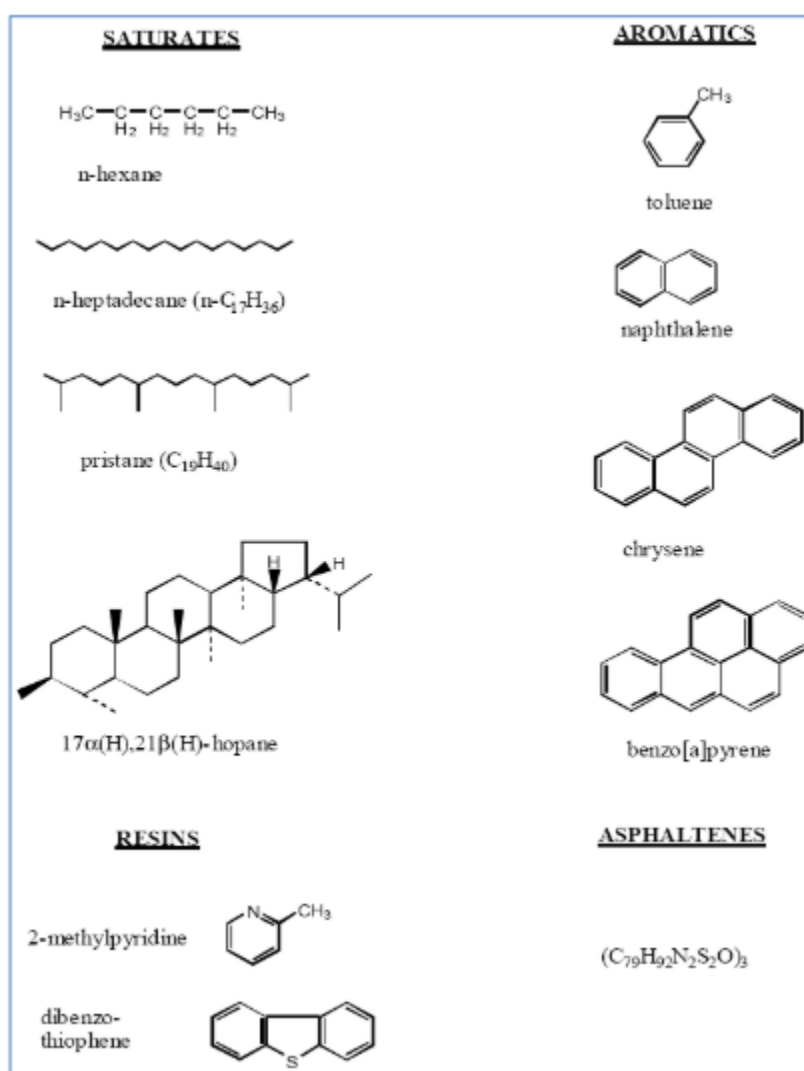 SATURATES
H₃C–C–C–C–C–CH₃
H₂ H₂ H₂ H₂
n-hexane
n-heptadecane (n-C₁₇H₃₆)
pristane (C₁₉H₄₀)
H
H
17α(H),21β(H)-hopane
AROMATICS
CH₃
toluene
naphthalene
chrysene
benzo[a]pyrene
RESINS
N
CH₃
2-methylpyridine
dibenzo-
thiophene
S
ASPHALTENES
(C₇₉H₉₂N₂S₂O)₃